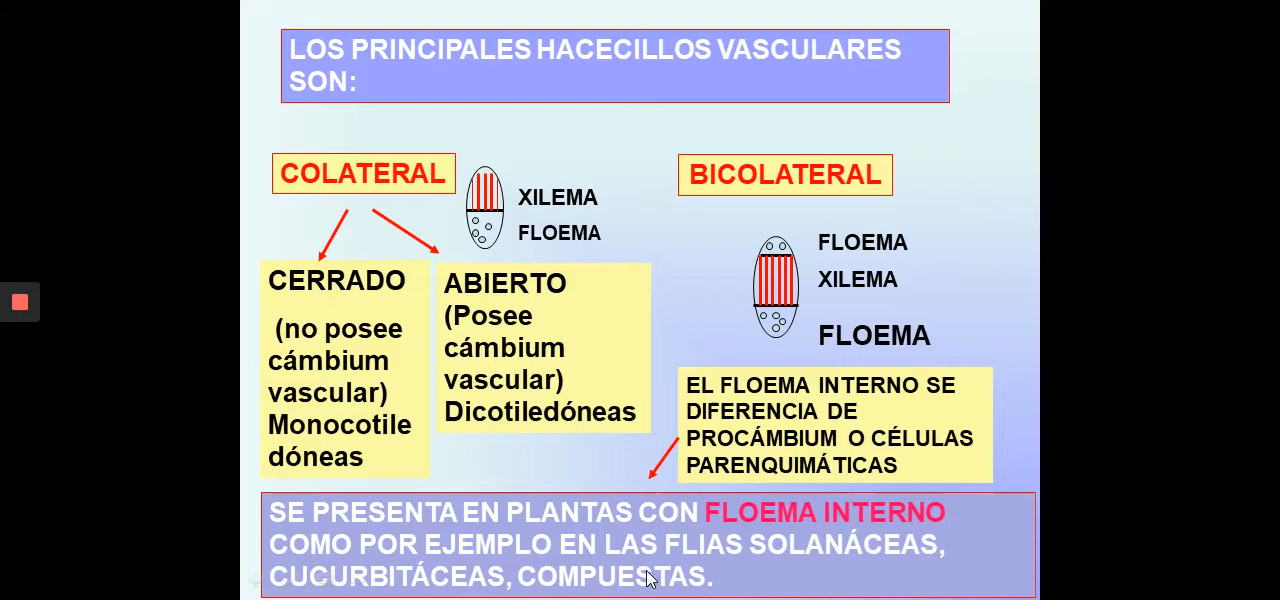 LOS PRINCIPALES HACECILLOS VASCULARES
SON:
COLATERAL
XILEMA
FLOEMA
CERRADO
(no posee
cámbium
vascular)
Monocotile
dóneas
ABIERTO
(Posee
cámbium
vascular)
Dicotiledóneas
BICOLATERAL
FLOEMA
XILEMA
FLOEMA
EL FLOEMA INTERNO SE
DIFERENCIA DE
PROCÁMBIUM O CÉLULAS
PARENQUIMÁTICAS
SE PRESENTA EN PLANTAS CON FLOEMA INTERNO
COMO POR EJEMPLO EN LAS FLIAS SOLANÁCEAS,
CUCURBITÁCEAS, COMPUESTAS.